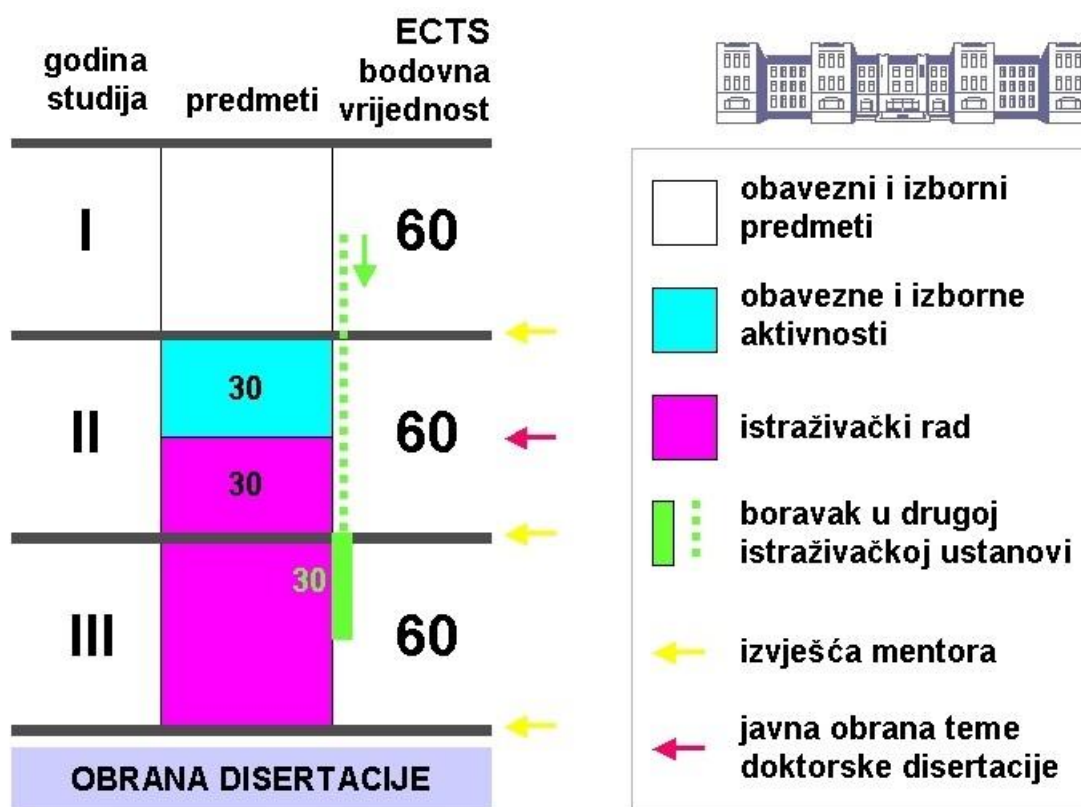 godina
studija
predmeti
ECTS
bodovna
vrijednost
I
60
II
30
30
60
III
30
60
OBRANA DISERTACIJE
obavezni i izborni
predmeti
obavezne i izborne
aktivnosti
istraživački rad
boravak u drugoj
istraživačkoj ustanovi
izvješća mentora
javna obrana teme
doktorske disertacije